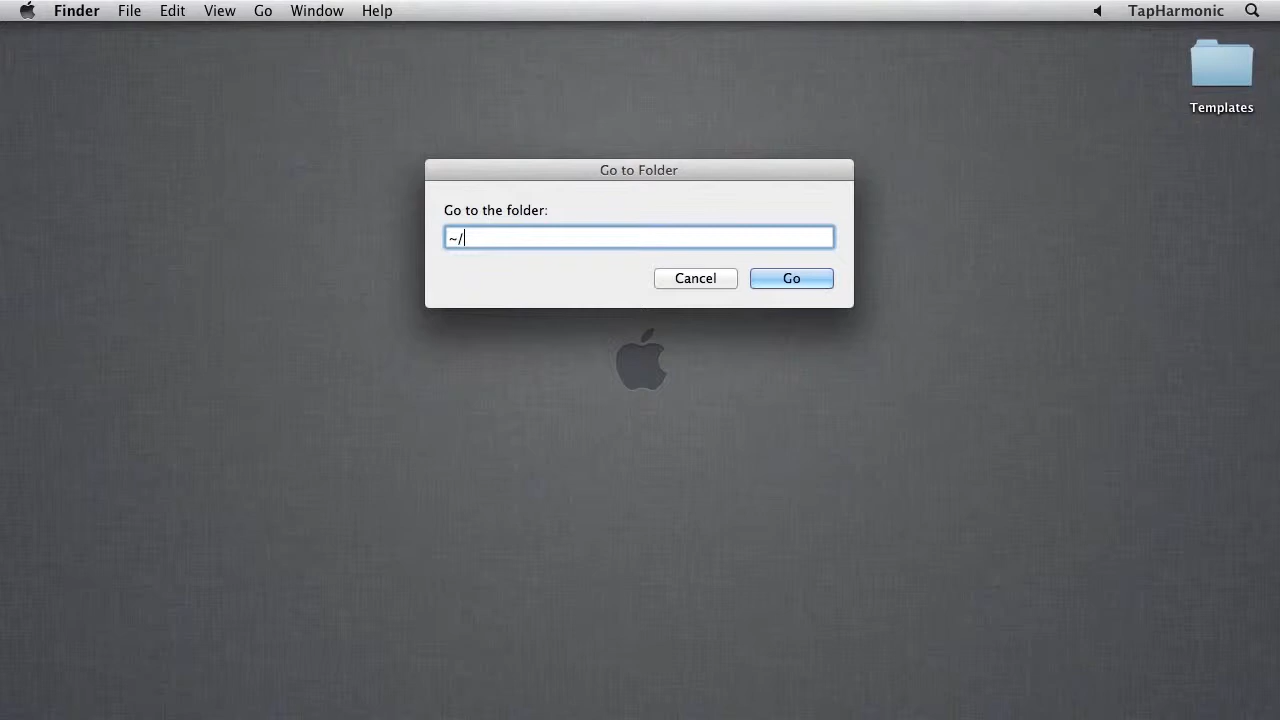 Finder File Edit View Go Window Help TapHarmonic
Templates
Go to Folder
Go to the folder:
~/
Cancel Go